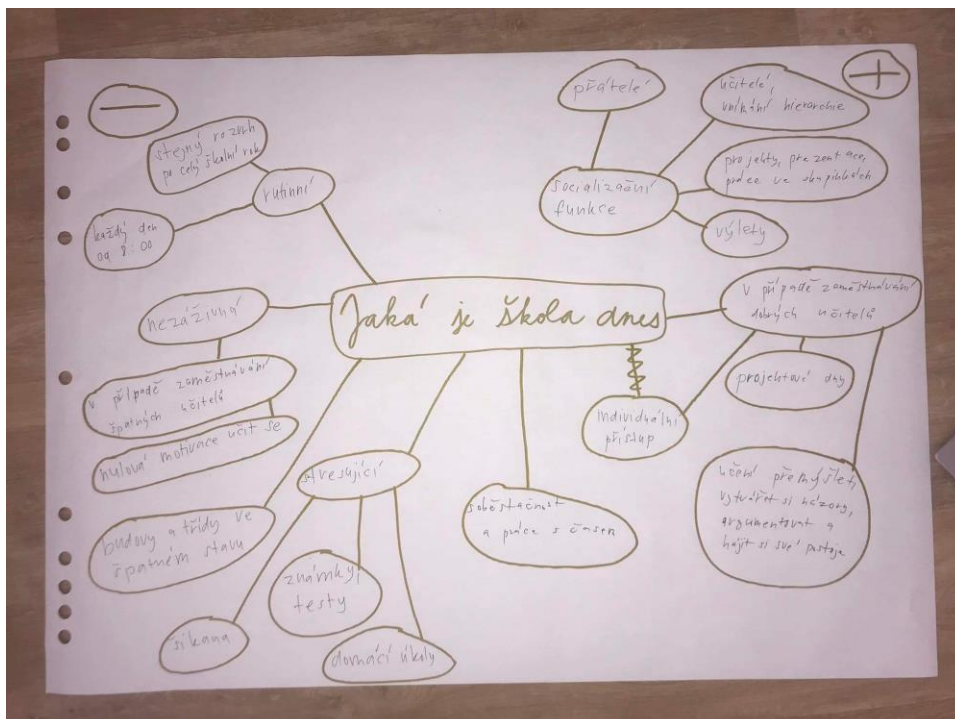 −
+
stejný rozvrh
po celý školní rok
rutinní
každý den
od 8:00
přátelé
učitelé,
vnikání hierarchie
socializační
funkce
projekty, prezentace,
práce ve skupinkách
výlety
Jaká je škola dnes
nezáživná
v případě zaměstnávání
špatných učitelů
nulová motivace učit se
v případě zaměstnávání
dobrých učitelů
projektové dny
individuální
přístup
učení přemýšlet,
vytvářet si názory,
argumentovat a
hájit si své postoje
budovy a třídy ve
špatném stavu
stresující
šikana
známky,
testy
domácí úkoly
soběstačnost
a práce s časem